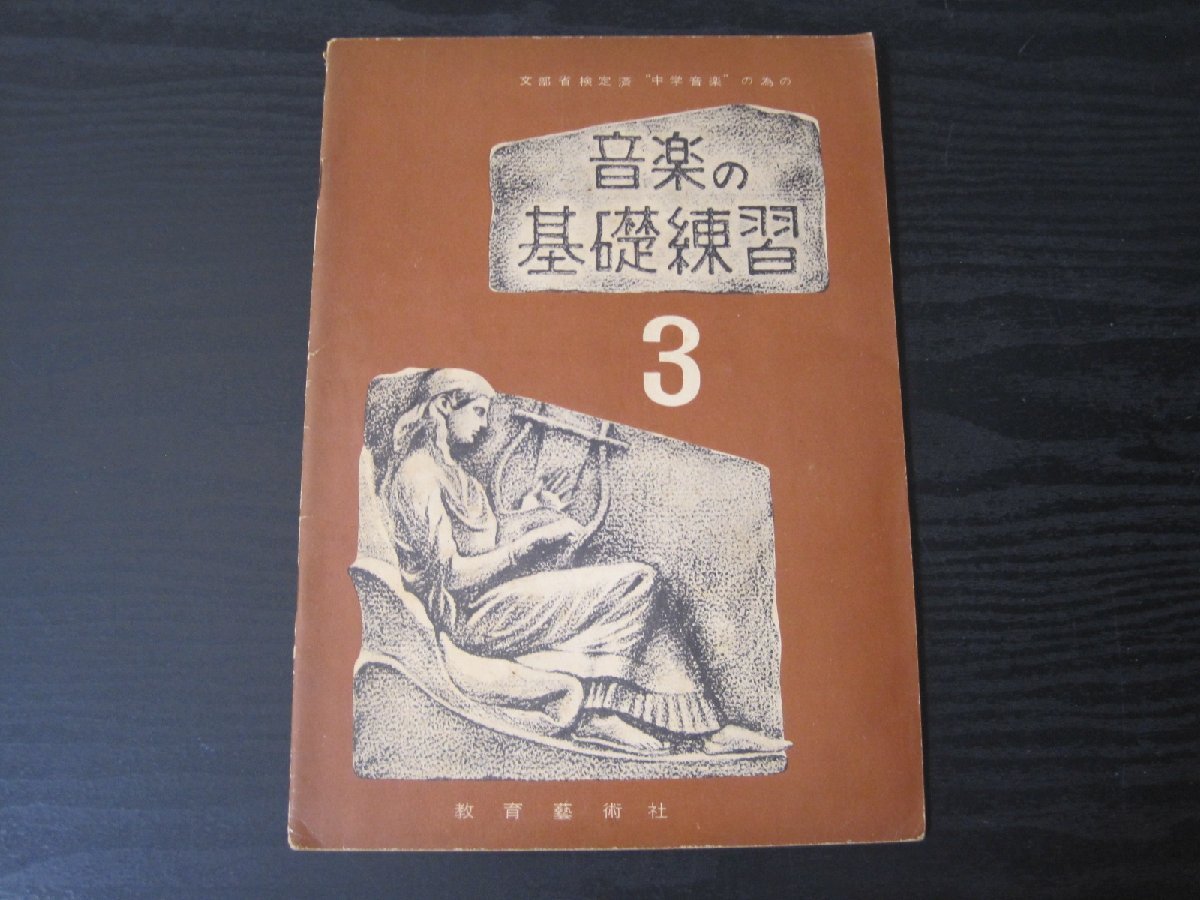 文部省検定済 “中学音楽” の為の
音楽の
基礎練習
3
教育藝術社